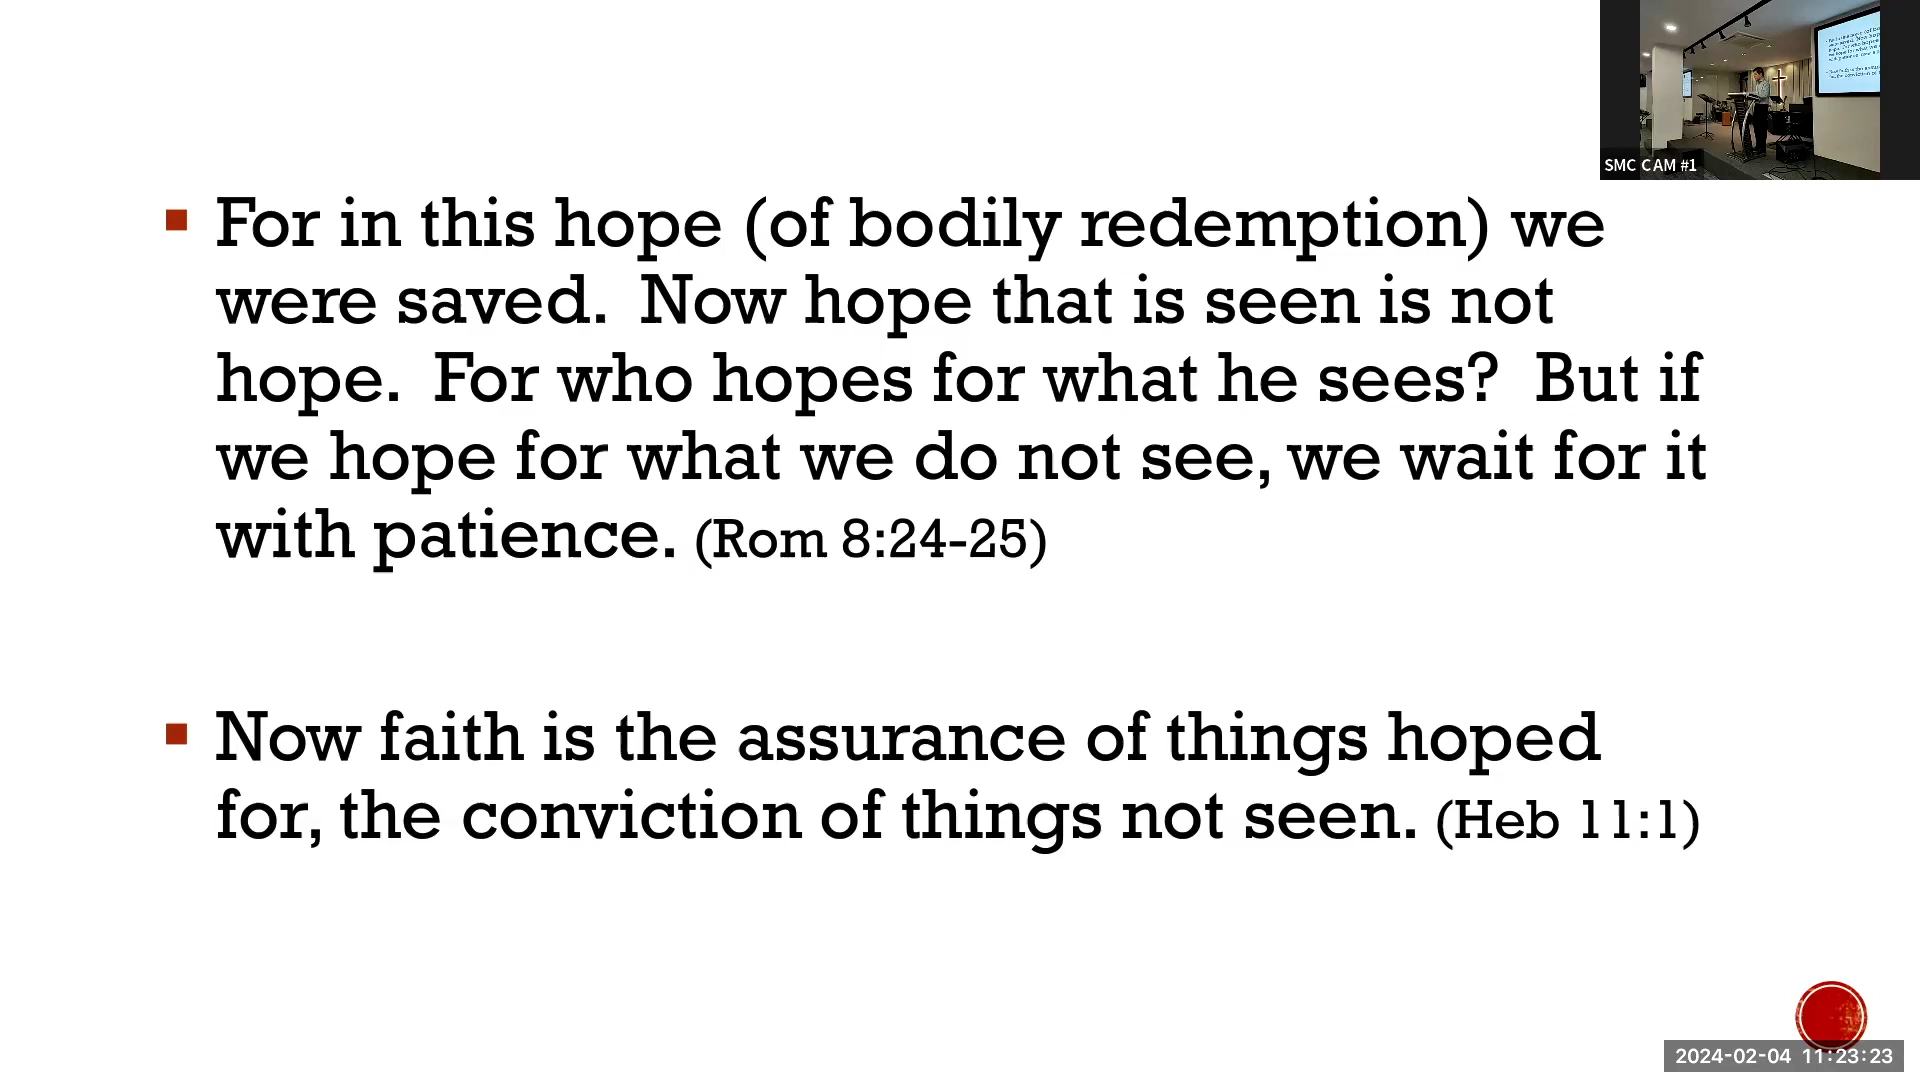 SMC CAM #1
For in this hope (of bodily redemption) we
were saved.  Now hope that is seen is not
hope.  For who hopes for what he sees?  But if
we hope for what we do not see, we wait for it
with patience. (Rom 8:24-25)
Now faith is the assurance of things hoped
for, the conviction of things not seen. (Heb 11:1)
2024-02-04 11:23:23